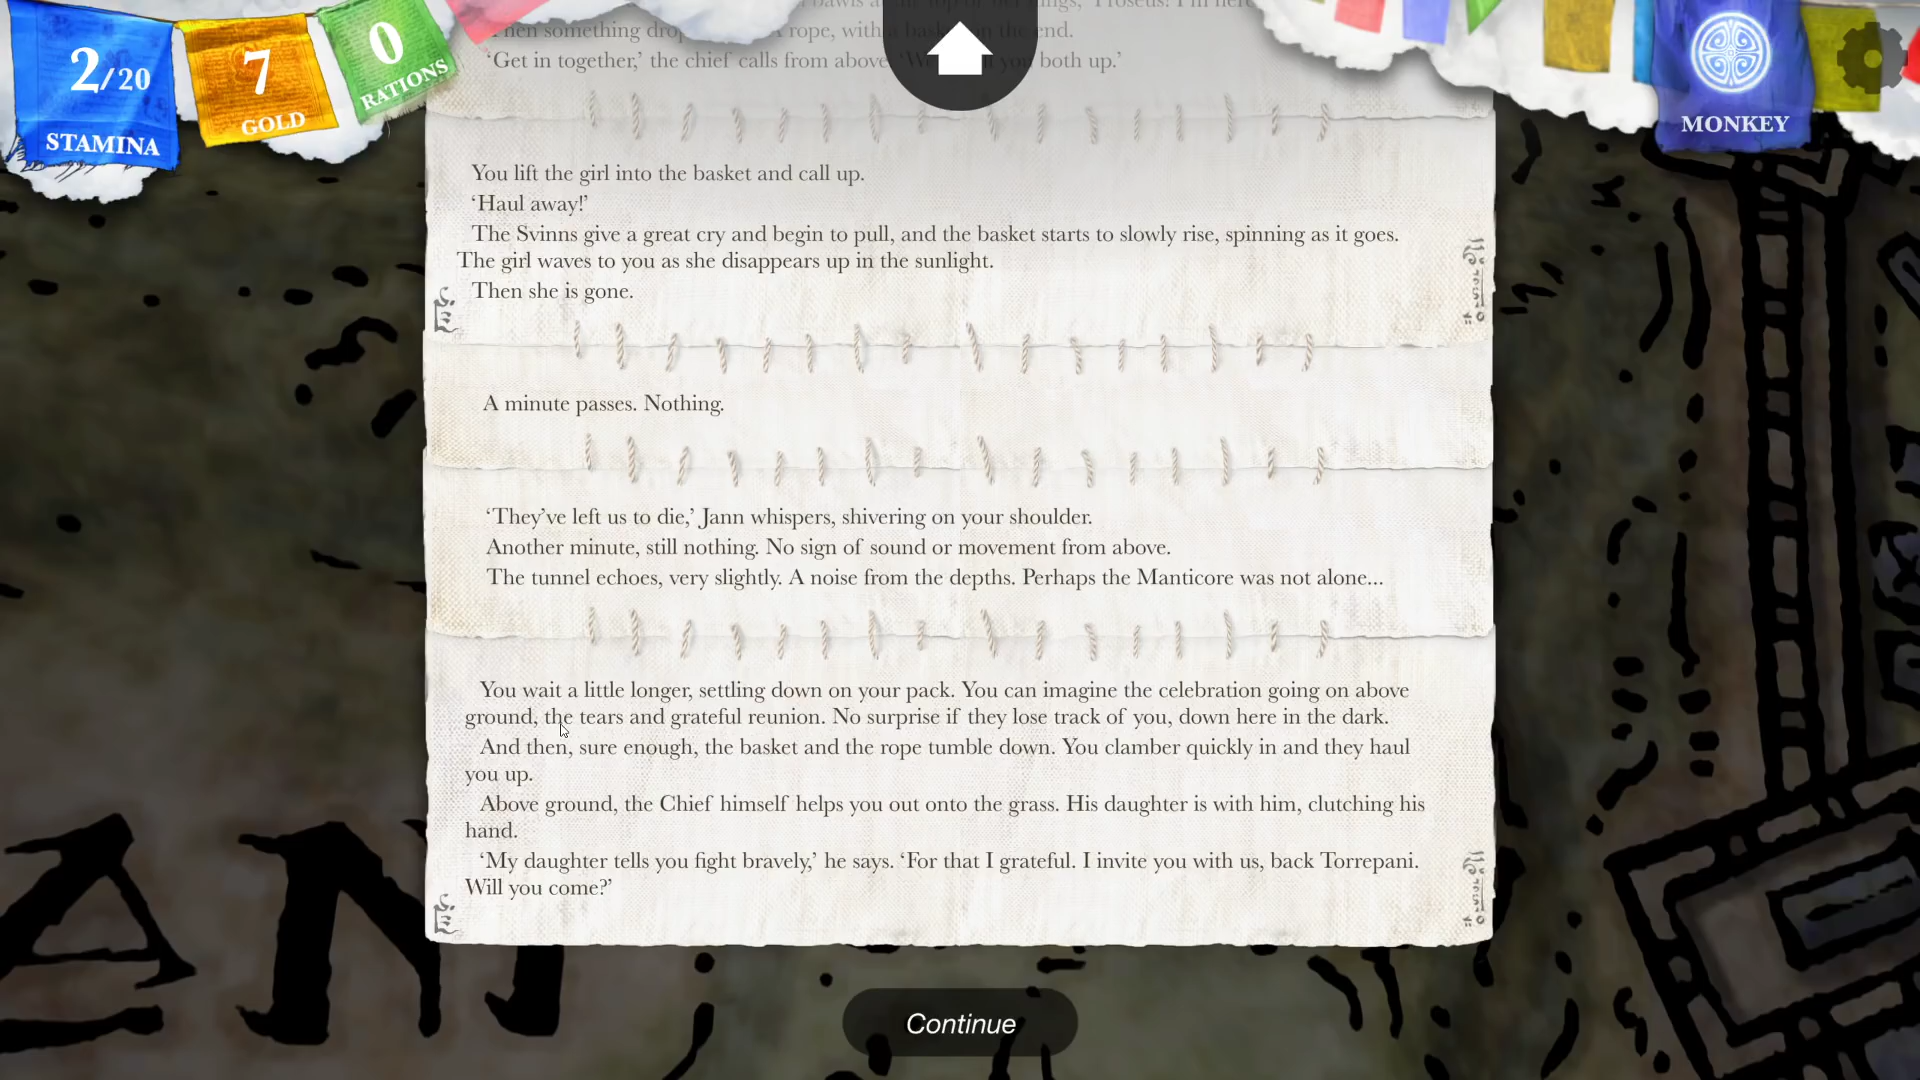 2/20
STAMINA
7
GOLD
0
RATIONS
MONKEY
Then something
rope, with
end.
‘Get in together,’ the chief calls from above
both up.’
You lift the girl into the basket and call up.
‘Haul away!’
The Svinns give a great cry and begin to pull, and the basket starts to slowly rise, spinning as it goes.
The girl waves to you as she disappears up in the sunlight.
Then she is gone.
A minute passes. Nothing.
‘They’ve left us to die,’ Jann whispers, shivering on your shoulder.
Another minute, still nothing. No sign of sound or movement from above.
The tunnel echoes, very slightly. A noise from the depths. Perhaps the Manticore was not alone...
You wait a little longer, settling down on your pack. You can imagine the celebration going on above
ground, the tears and grateful reunion. No surprise if they lose track of you, down here in the dark.
And then, sure enough, the basket and the rope tumble down. You clamber quickly in and they haul
you up.
Above ground, the Chief himself helps you out onto the grass. His daughter is with him, clutching his
hand.
‘My daughter tells you fight bravely,’ he says. ‘For that I grateful. I invite you with us, back Torrepani.
Will you come?’
Continue